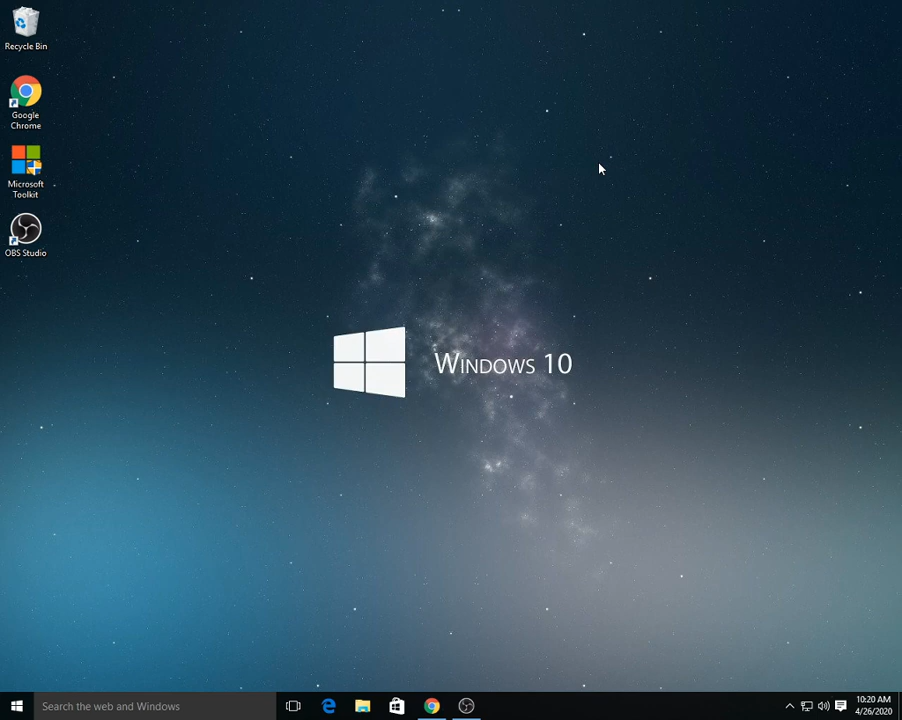 Recycle Bin
Google
Chrome
Microsoft
Toolkit
OBS Studio
Windows 10
Search the web and Windows
10:20 AM
4/26/2020